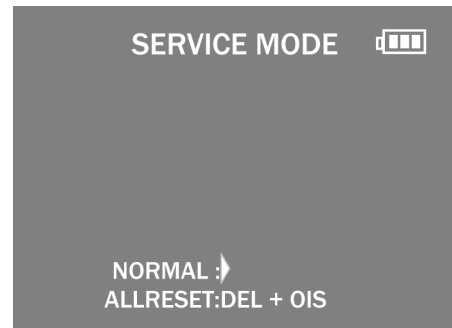 SERVICE MODE
NORMAL :
ALLRESET:DEL + OIS